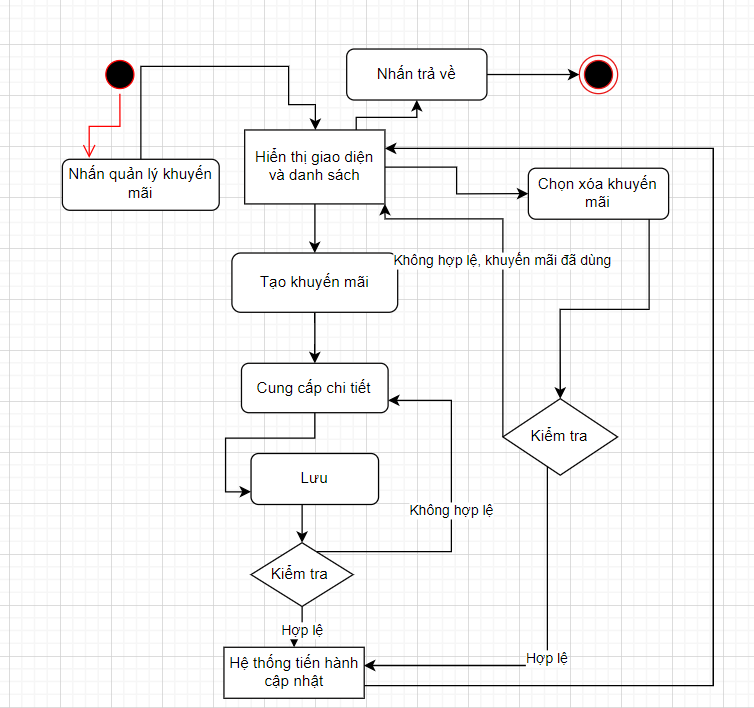 Nhấn trả về
Nhấn quản lý khuyến
mãi
Hiển thị giao diện
và danh sách
Chọn xóa khuyến
mãi
Không hợp lệ, khuyến mãi đã dùng
Tạo khuyến mãi
Cung cấp chi tiết
Kiểm tra
Lưu
Không hợp lệ
Kiểm tra
Hợp lệ
Hợp lệ
Hệ thống tiến hành
cập nhật